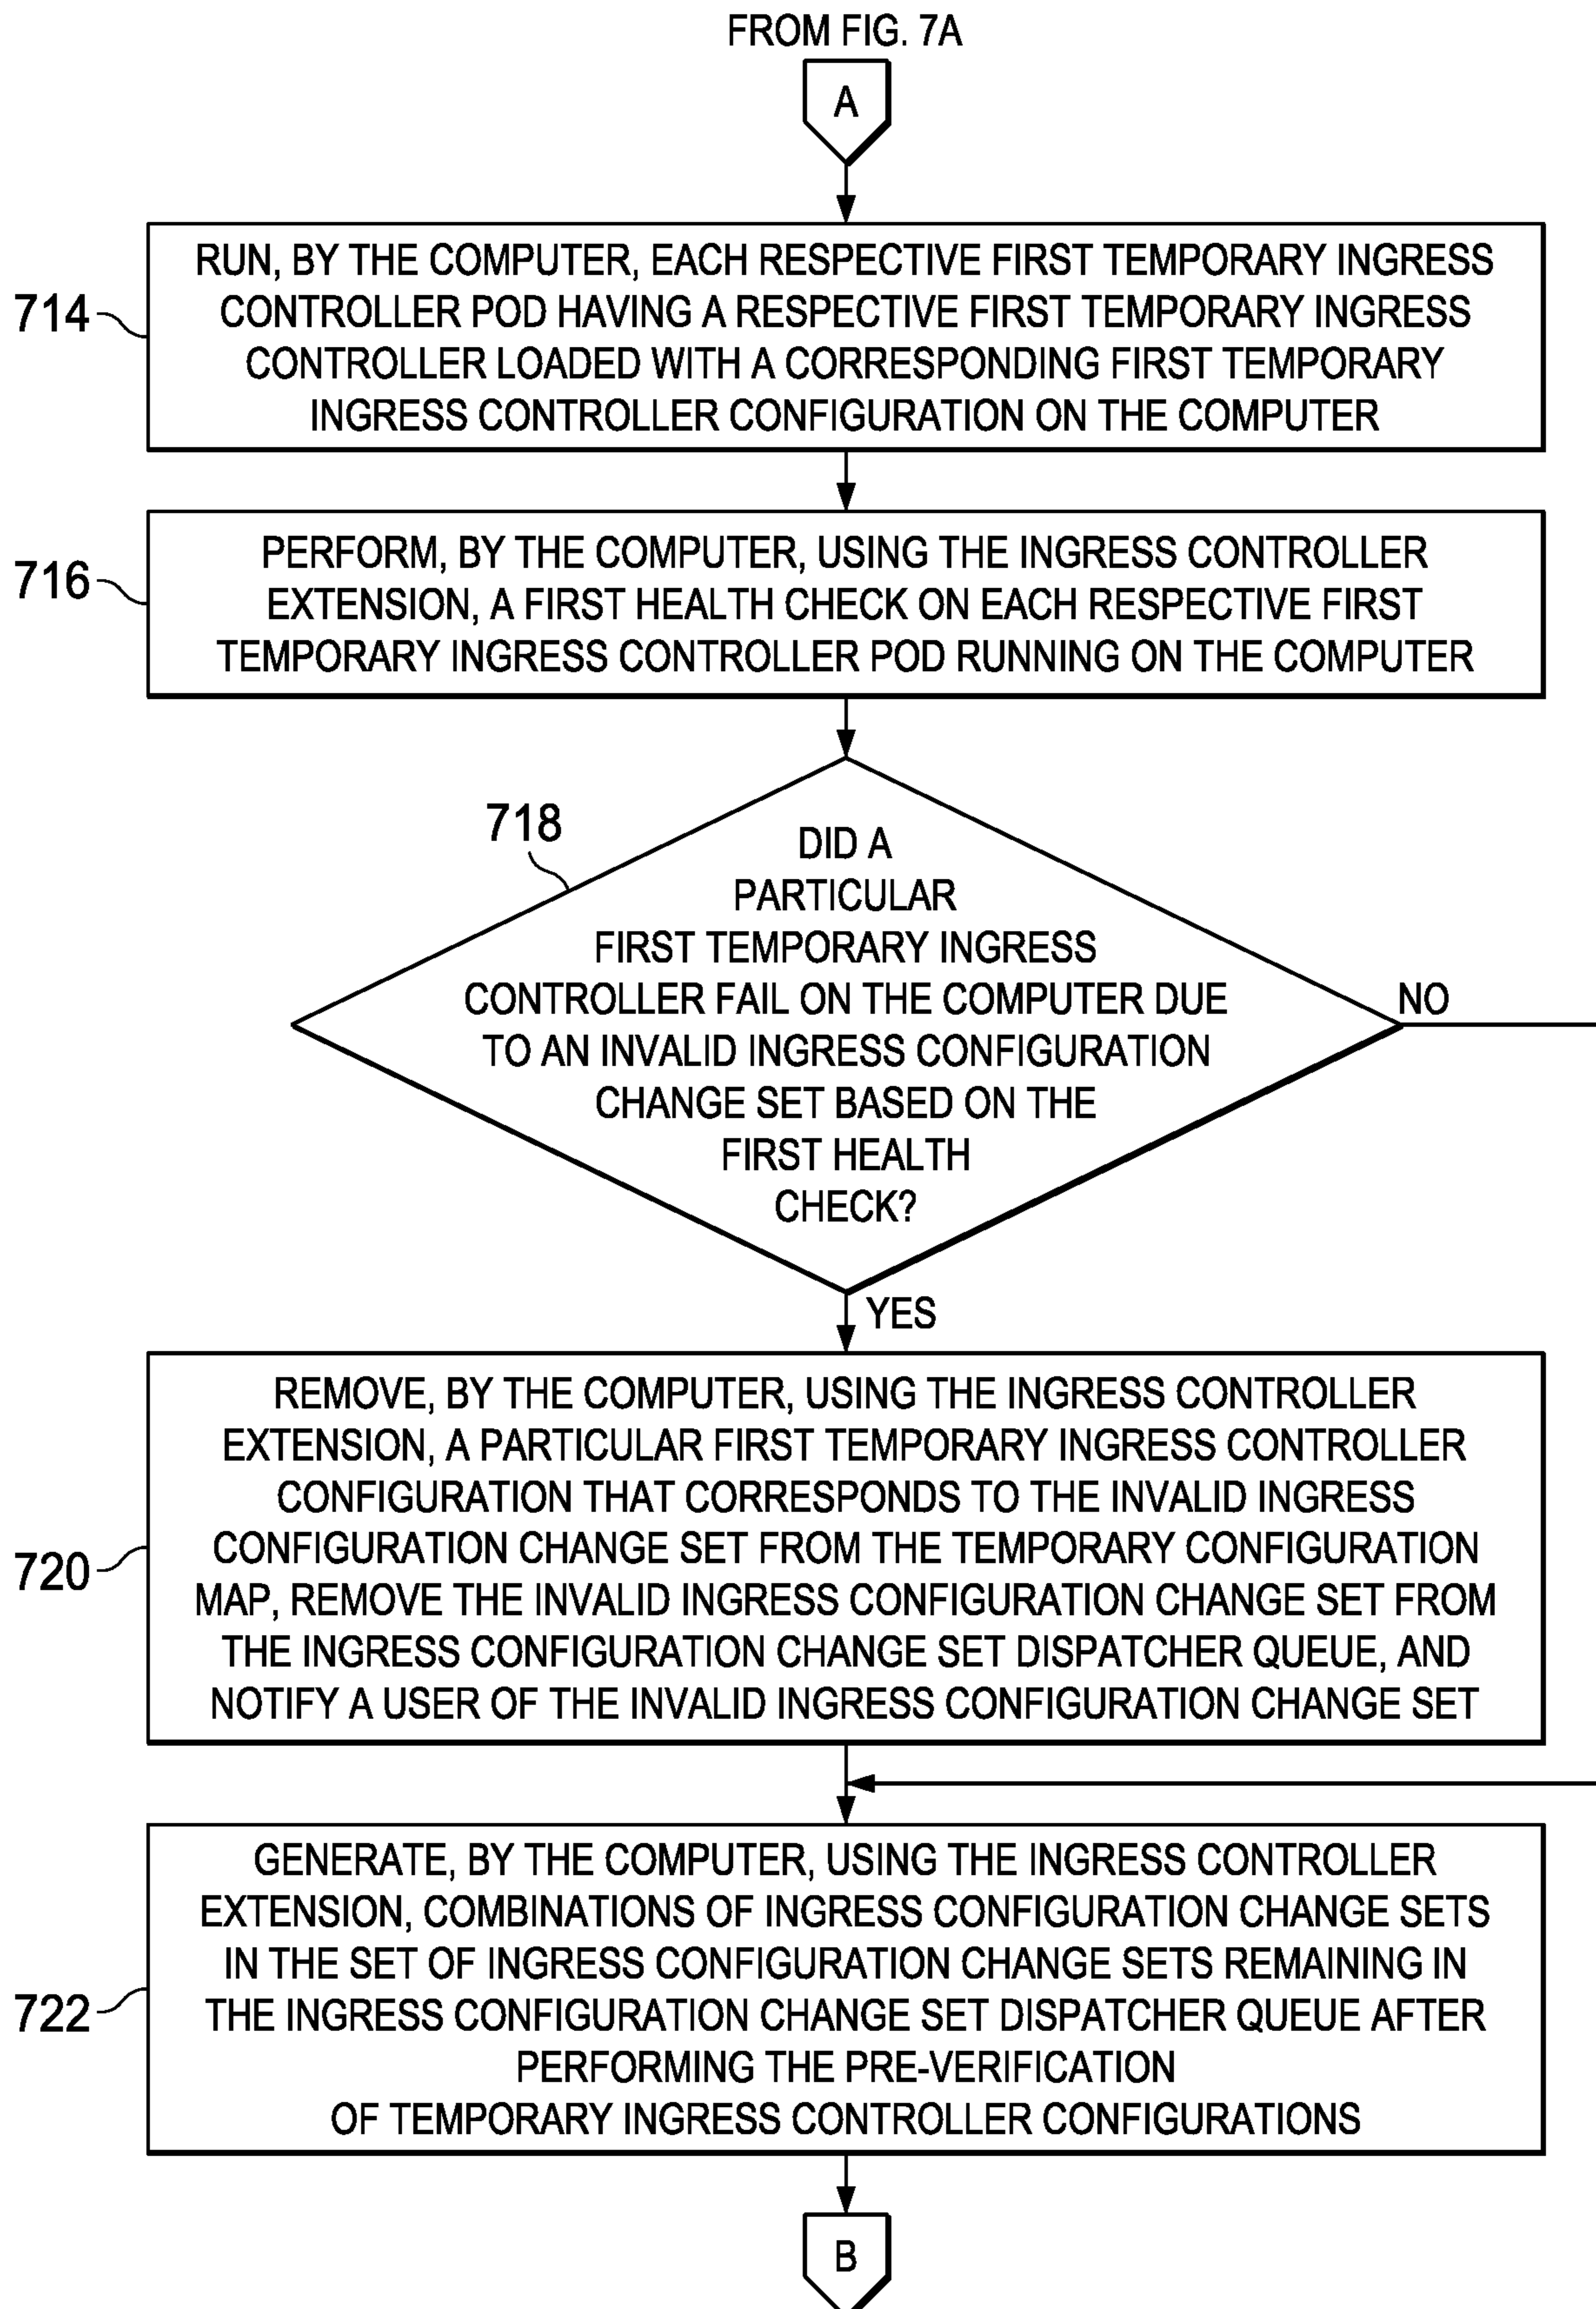 FROM FIG. 7A
A
714
RUN, BY THE COMPUTER, EACH RESPECTIVE FIRST TEMPORARY INGRESS
CONTROLLER POD HAVING A RESPECTIVE FIRST TEMPORARY INGRESS
CONTROLLER LOADED WITH A CORRESPONDING FIRST TEMPORARY
INGRESS CONTROLLER CONFIGURATION ON THE COMPUTER
716
PERFORM, BY THE COMPUTER, USING THE INGRESS CONTROLLER
EXTENSION, A FIRST HEALTH CHECK ON EACH RESPECTIVE FIRST
TEMPORARY INGRESS CONTROLLER POD RUNNING ON THE COMPUTER
718
DID A
PARTICULAR
FIRST TEMPORARY INGRESS
CONTROLLER FAIL ON THE COMPUTER DUE
TO AN INVALID INGRESS CONFIGURATION
CHANGE SET BASED ON THE
FIRST HEALTH
CHECK?
NO
YES
720
REMOVE, BY THE COMPUTER, USING THE INGRESS CONTROLLER
EXTENSION, A PARTICULAR FIRST TEMPORARY INGRESS CONTROLLER
CONFIGURATION THAT CORRESPONDS TO THE INVALID INGRESS
CONFIGURATION CHANGE SET FROM THE TEMPORARY CONFIGURATION
MAP, REMOVE THE INVALID INGRESS CONFIGURATION CHANGE SET FROM
THE INGRESS CONFIGURATION CHANGE SET DISPATCHER QUEUE, AND
NOTIFY A USER OF THE INVALID INGRESS CONFIGURATION CHANGE SET
722
GENERATE, BY THE COMPUTER, USING THE INGRESS CONTROLLER
EXTENSION, COMBINATIONS OF INGRESS CONFIGURATION CHANGE SETS
IN THE SET OF INGRESS CONFIGURATION CHANGE SETS REMAINING IN
THE INGRESS CONFIGURATION CHANGE SET DISPATCHER QUEUE AFTER
PERFORMING THE PRE-VERIFICATION
OF TEMPORARY INGRESS CONTROLLER CONFIGURATIONS
B